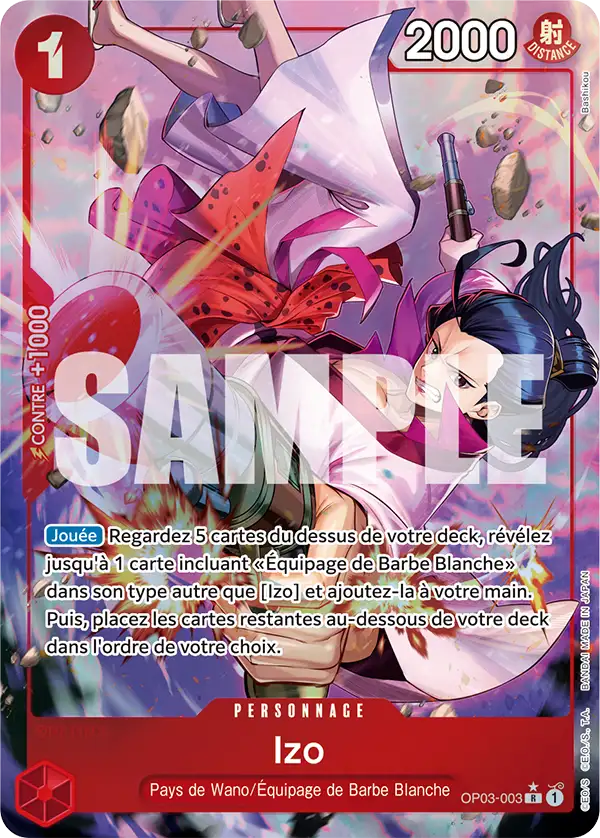 1
2000
射
DISTANCE
Bashikou
CONTRE +1000
SAMPLE
Jouée Regardez 5 cartes du dessus de votre deck, révélez
jusqu'à 1 carte incluant «Équipage de Barbe Blanche»
dans son type autre que [Izo] et ajoutez-la à votre main.
Puis, placez les cartes restantes au-dessous de votre deck
dans l'ordre de votre choix.
©EO/S ©E.O./S., T.A. BANDAI MADE IN JAPAN
PERSONNAGE
Izo
Pays de Wano/Équipage de Barbe Blanche
OP03-003 R 1